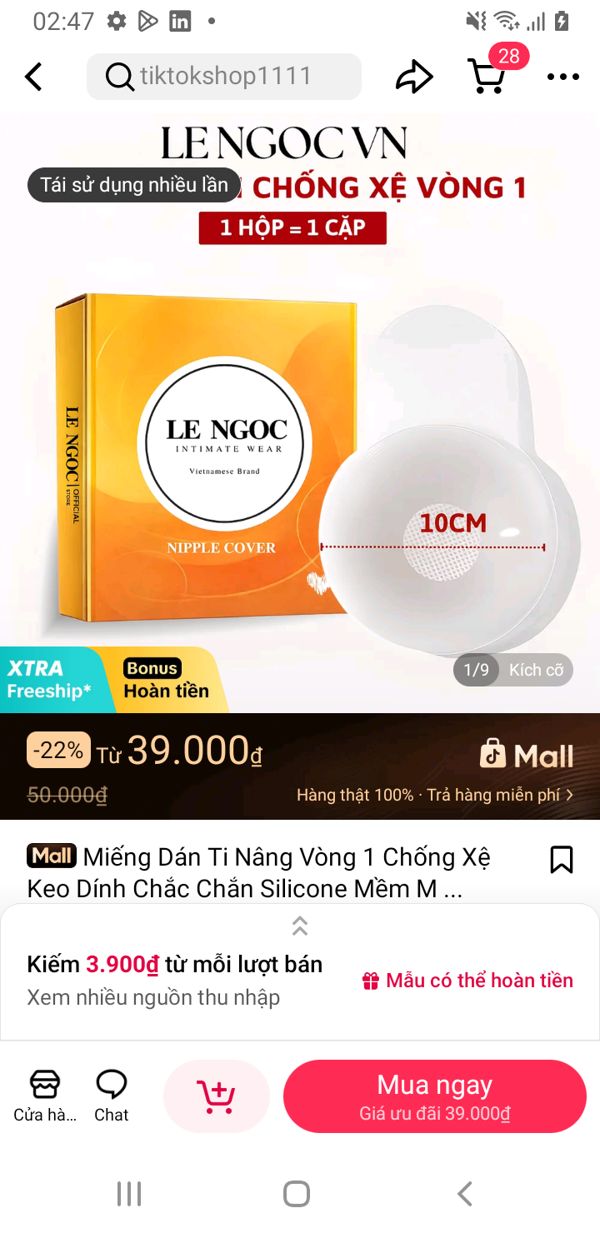 02:47
28
tiktokshop1111
LE NGOC VN
Tái sử dụng nhiều lần
CHỐNG XỆ VÒNG 1
1 HỘP = 1 CẶP
LE NGOC
OFFICIAL STORE
LE NGOC
INTIMATE WEAR
Vietnamese Brand
NIPPLE COVER
10CM
XTRA
Freeship*
Bonus
Hoàn tiền
1/9 Kích cỡ
-22% Từ 39.000₫
Mall
50.000₫
Hàng thật 100% · Trả hàng miễn phí >
Mall Miếng Dán Ti Nâng Vòng 1 Chống Xệ
Keo Dính Chắc Chắn Silicone Mềm M ...
Kiếm 3.900₫ từ mỗi lượt bán
Xem nhiều nguồn thu nhập
Mẫu có thể hoàn tiền
Cửa hà...
Chat
Mua ngay
Giá ưu đãi 39.000₫